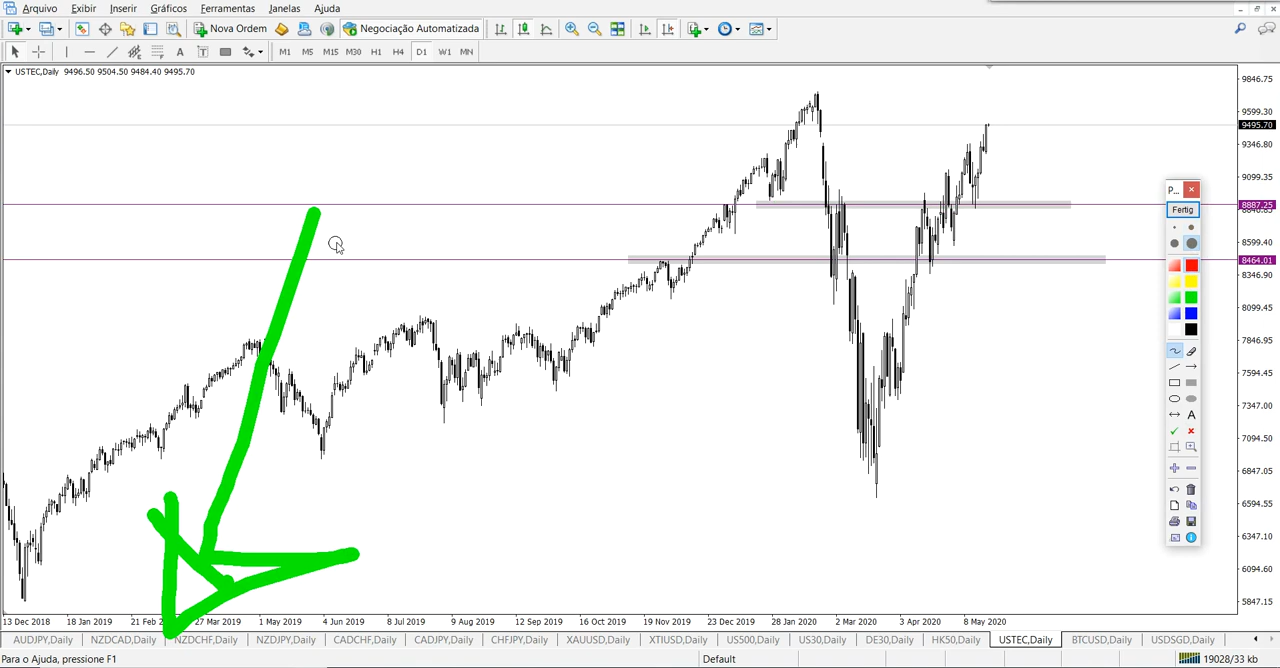 Arquivo Exibir Inserir Gráficos Ferramentas Janelas Ajuda
Nova Ordem Negociação Automatizada
M1 M5 M15 M30 H1 H4 D1 W1 MN
USTEC,Daily 9496.50 9504.50 9484.40 9495.70
9846.75
9599.30
9495.70
9346.80
9099.35
8887.25
8599.40
8464.01
8346.90
8099.45
7846.95
7594.45
7347.00
7094.50
6847.05
6594.55
6347.10
6094.60
5847.15
P...
Fertig
A
13 Dec 2018 18 Jan 2019 21 Feb 27 Mar 2019 1 May 2019 4 Jun 2019 8 Jul 2019 9 Aug 2019 12 Sep 2019 16 Oct 2019 19 Nov 2019 23 Dec 2019 28 Jan 2020 2 Mar 2020 3 Apr 2020 8 May 2020
AUDJPY,Daily NZDCAD,Daily NZDCHF,Daily NZDJPY,Daily CADCHF,Daily CADJPY,Daily CHFJPY,Daily XAUUSD,Daily XTIUSD,Daily US500,Daily US30,Daily DE30,Daily HK50,Daily USTEC,Daily BTCUSD,Daily USDSGD,Daily
Para o Ajuda, pressione F1 Default 19028/33 kb